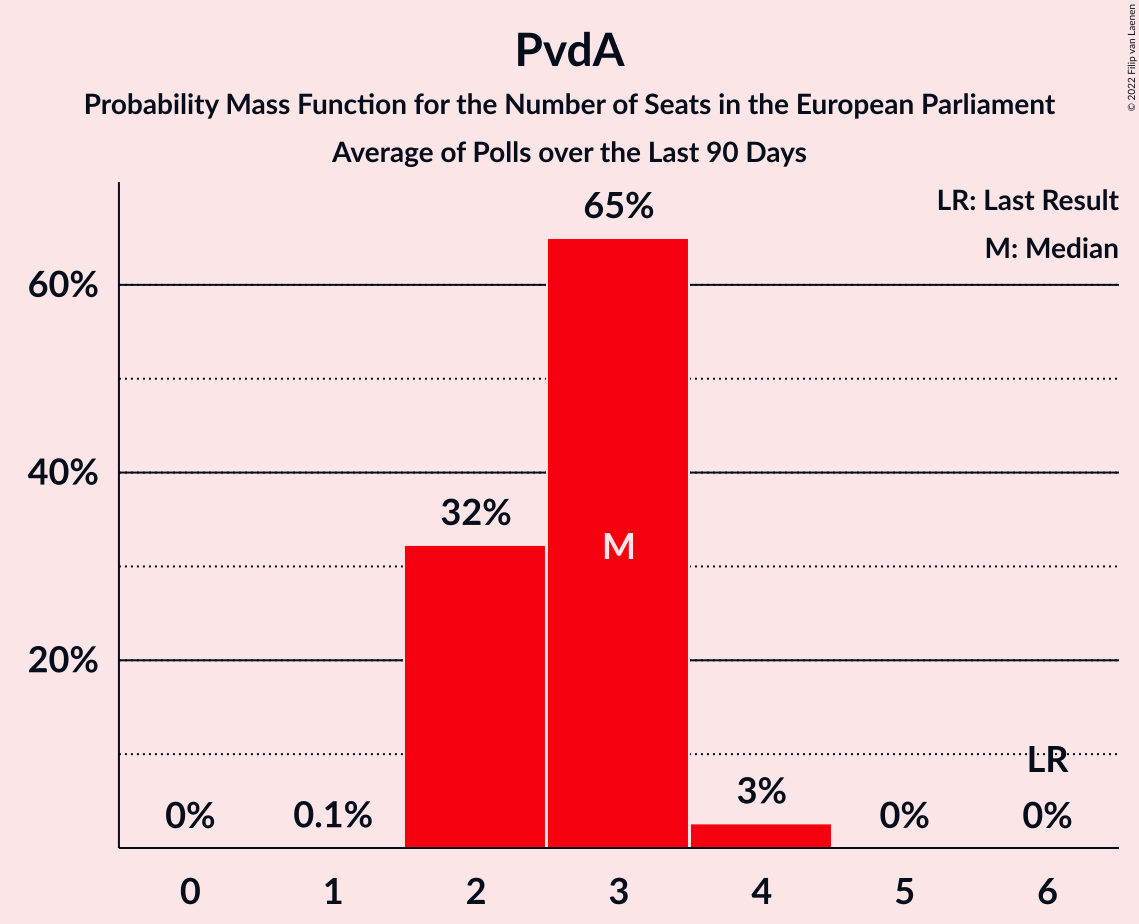 PvdA
Probability Mass Function for the Number of Seats in the European Parliament
Average of Polls over the Last 90 Days
© 2022 Filip van Laenen
LR: Last Result
M: Median
65%
60%
40%
32%
M
20%
LR
0%
0.1%
3%
0%
0%
0
1
2
3
4
5
6